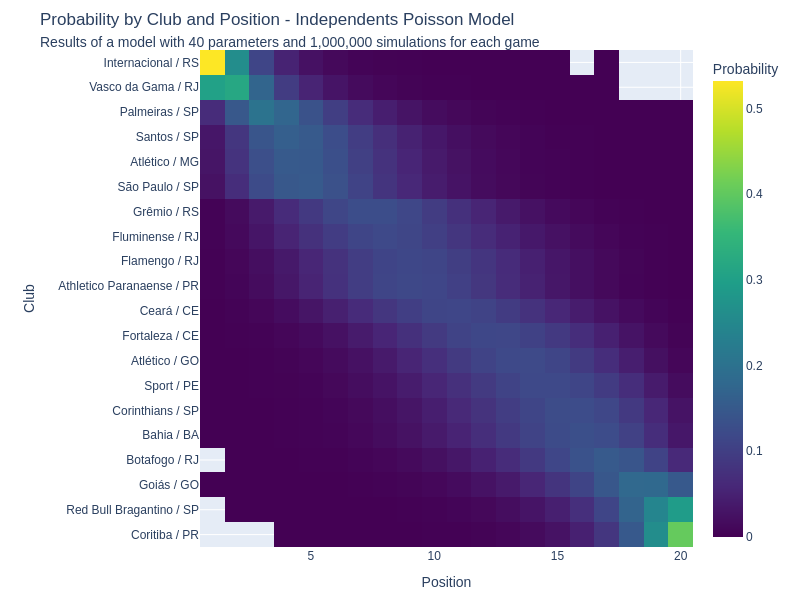 Probability by Club and Position - Independents Poisson Model
Results of a model with 40 parameters and 1,000,000 simulations for each game
Internacional / RS
Vasco da Gama / RJ
Palmeiras / SP
Santos / SP
Atlético / MG
São Paulo / SP
Grêmio / RS
Fluminense / RJ
Flamengo / RJ
Athletico Paranaense / PR
Ceará / CE
Fortaleza / CE
Atlético / GO
Sport / PE
Corinthians / SP
Bahia / BA
Botafogo / RJ
Goiás / GO
Red Bull Bragantino / SP
Coritiba / PR
Club
5
10
15
20
Position
Probability
0.5
0.4
0.3
0.2
0.1
0